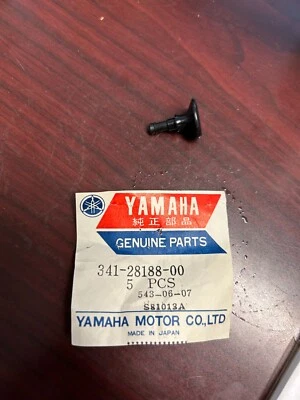 YAMAHA
純正部品
GENUINE PARTS
341-28188-00
5 PCS
543-06-07
S81013A
YAMAHA MOTOR CO.,LTD
MADE IN JAPAN